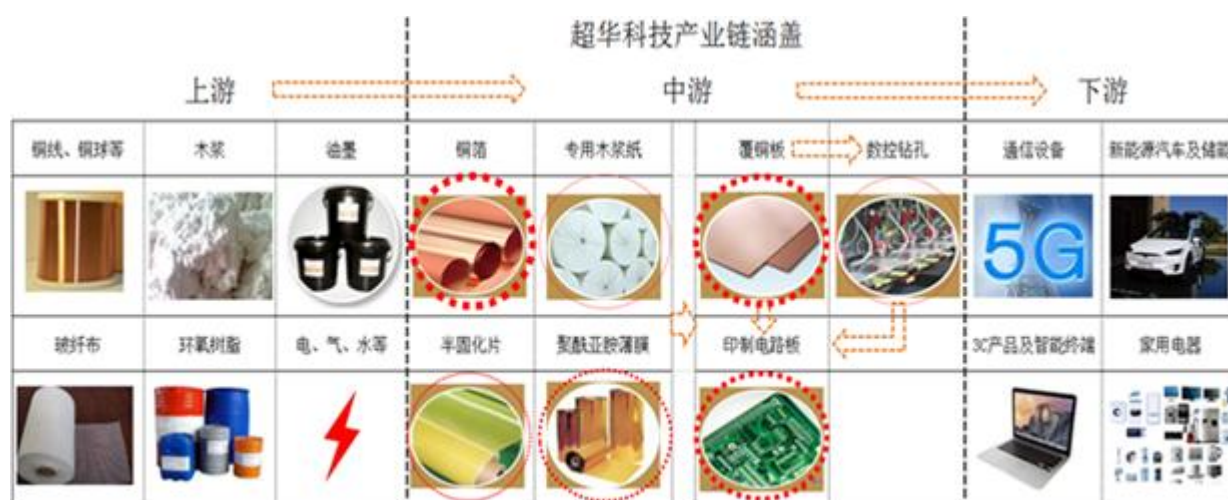 超华科技产业链涵盖
上游
中游
下游
铜线、铜球等
木浆
油墨
铜箔
专用木浆纸
覆铜板
数控钻孔
通信设备
新能源汽车及储能
5G
玻纤布
环氧树脂
电、气、水等
半固化片
聚酰亚胺薄膜
印制电路板
3C产品及智能终端
家用电器